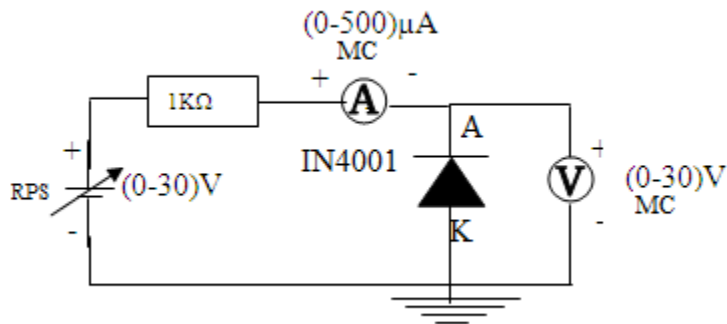 (0-500)µA
MC
+ -
1KΩ
A
A
IN4001
K
+
RPS
(0-30)V
-
V
+
(0-30)V
MC
-